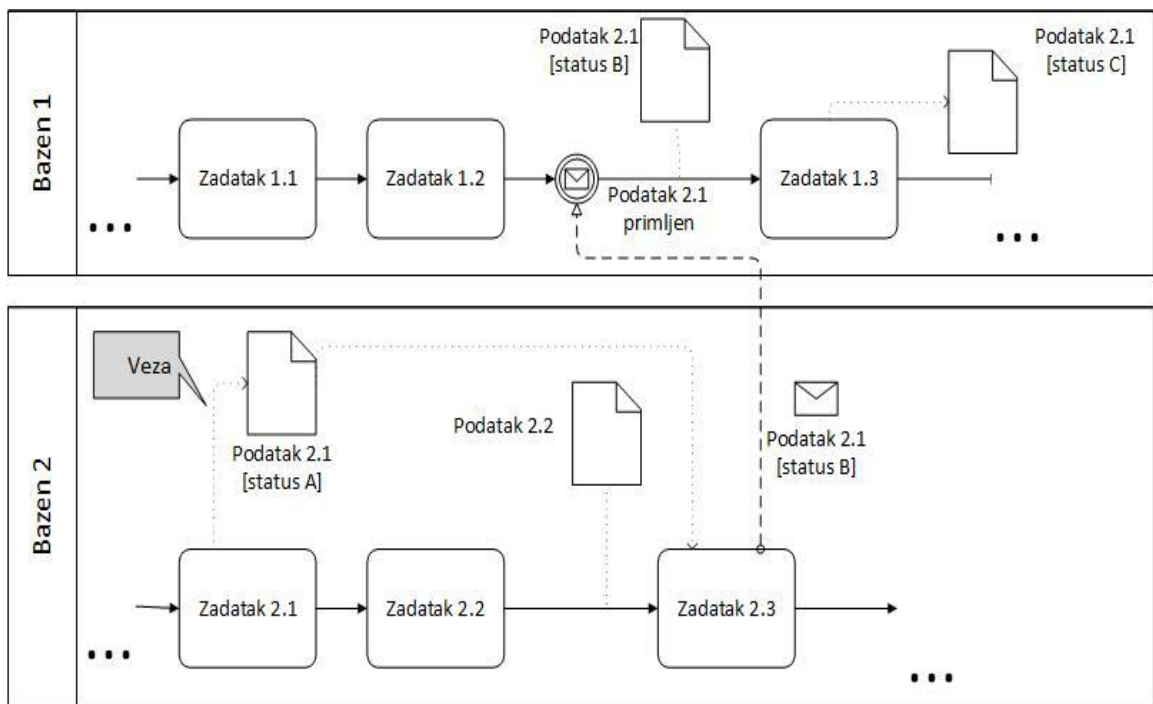 Bazen 1
Podatak 2.1
[status B]
Podatak 2.1
[status C]
Zadatak 1.1
Zadatak 1.2
Podatak 2.1
primljen
Zadatak 1.3
...
...
Bazen 2
Veza
Podatak 2.1
[status A]
Podatak 2.2
Podatak 2.1
[status B]
Zadatak 2.1
Zadatak 2.2
Zadatak 2.3
...
...